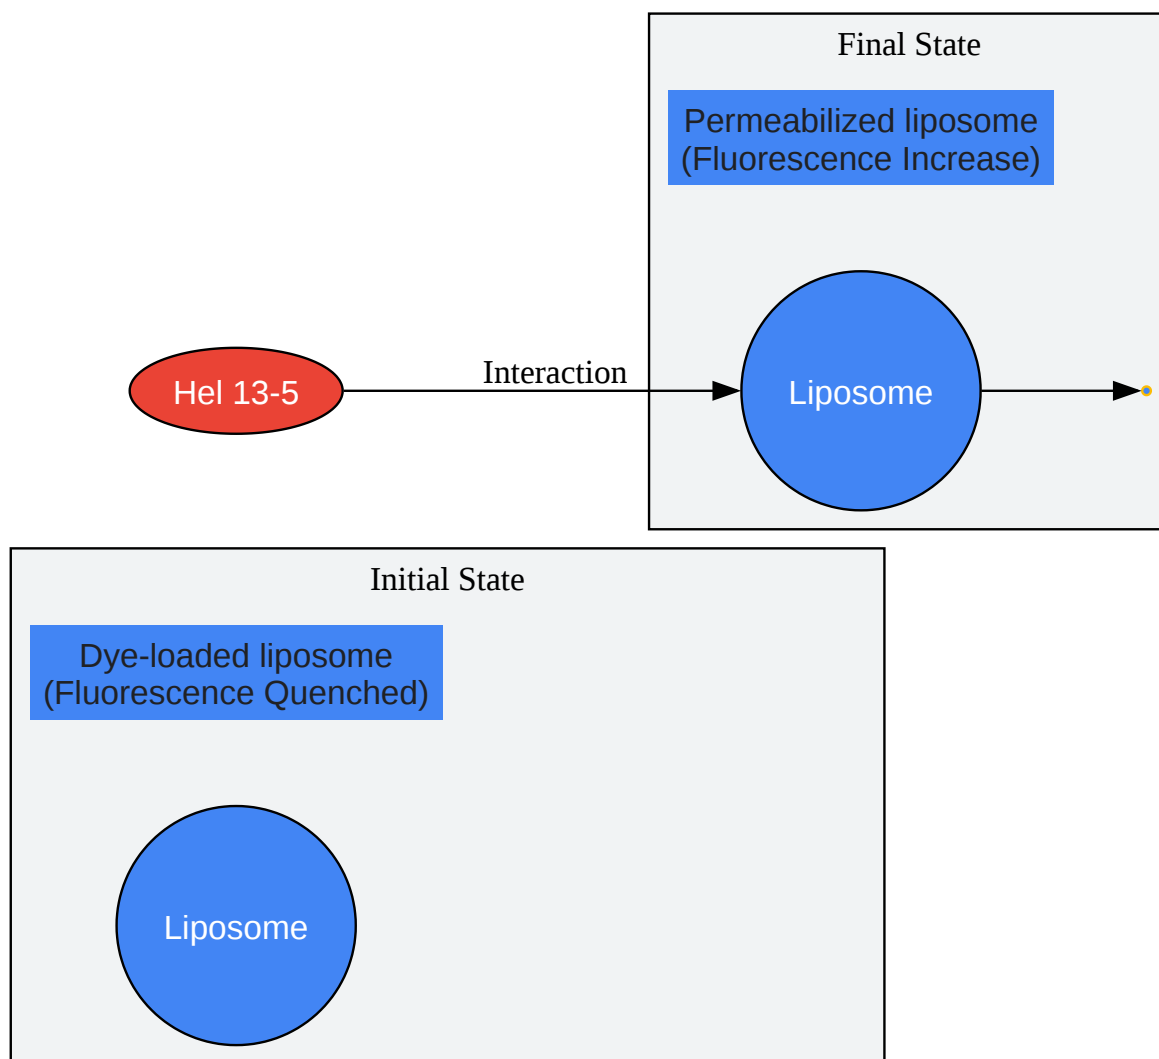 Final State
Permeabilized liposome
(Fluorescence Increase)
Hel 13-5
Interaction
Liposome
Initial State
Dye-loaded liposome
(Fluorescence Quenched)
Liposome